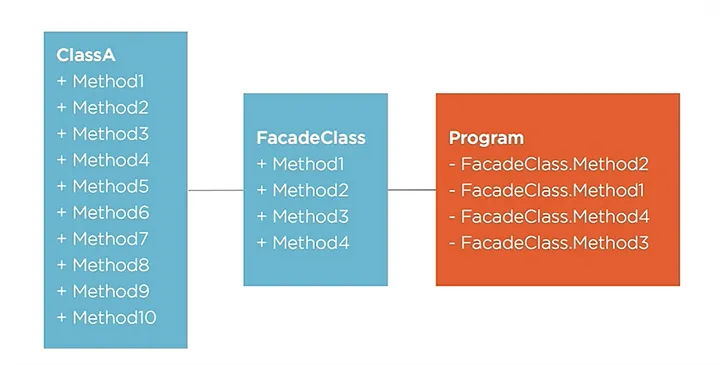 ClassA
+ Method1
+ Method2
+ Method3
+ Method4
+ Method5
+ Method6
+ Method7
+ Method8
+ Method9
+ Method10
FacadeClass
+ Method1
+ Method2
+ Method3
+ Method4
Program
- FacadeClass.Method2
- FacadeClass.Method1
- FacadeClass.Method4
- FacadeClass.Method3